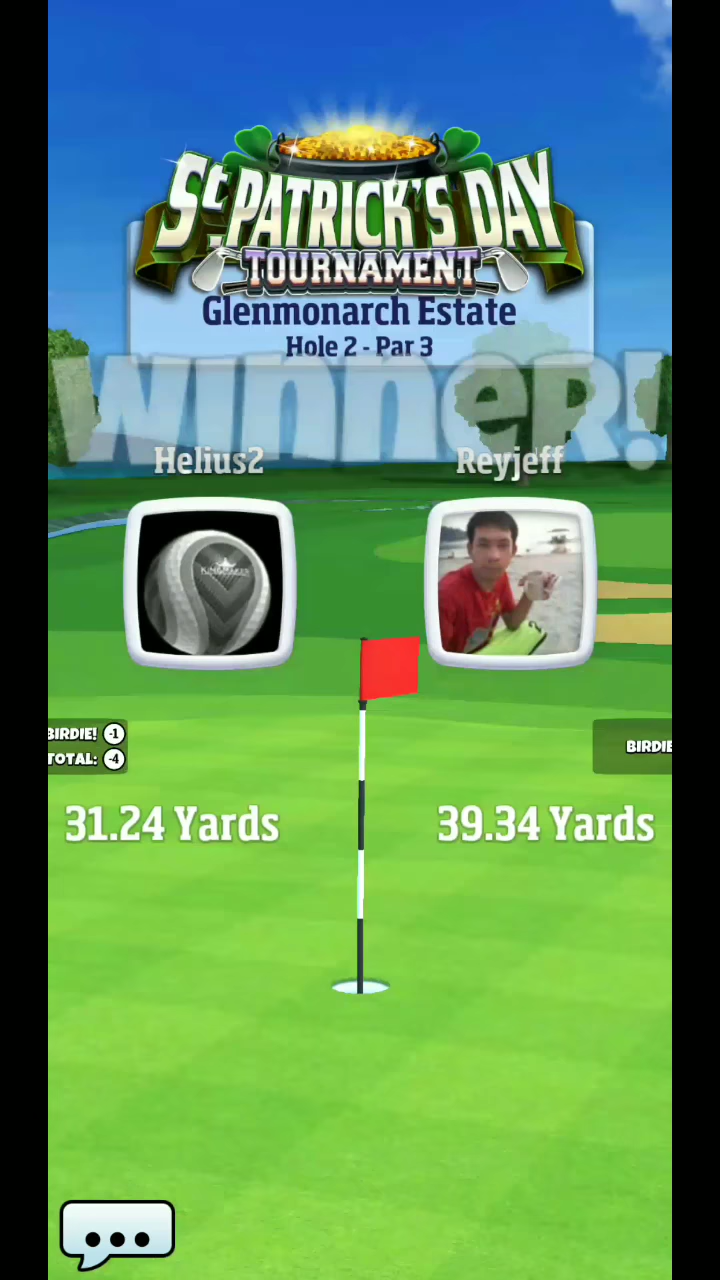 St. PATRICK'S DAY
TOURNAMENT
Glenmonarch Estate
Hole 2 - Par 3
WINNER!
Helius2
Reyjeff
BIRDIE! -1
TOTAL: -4
BIRDIE
31.24 Yards
39.34 Yards